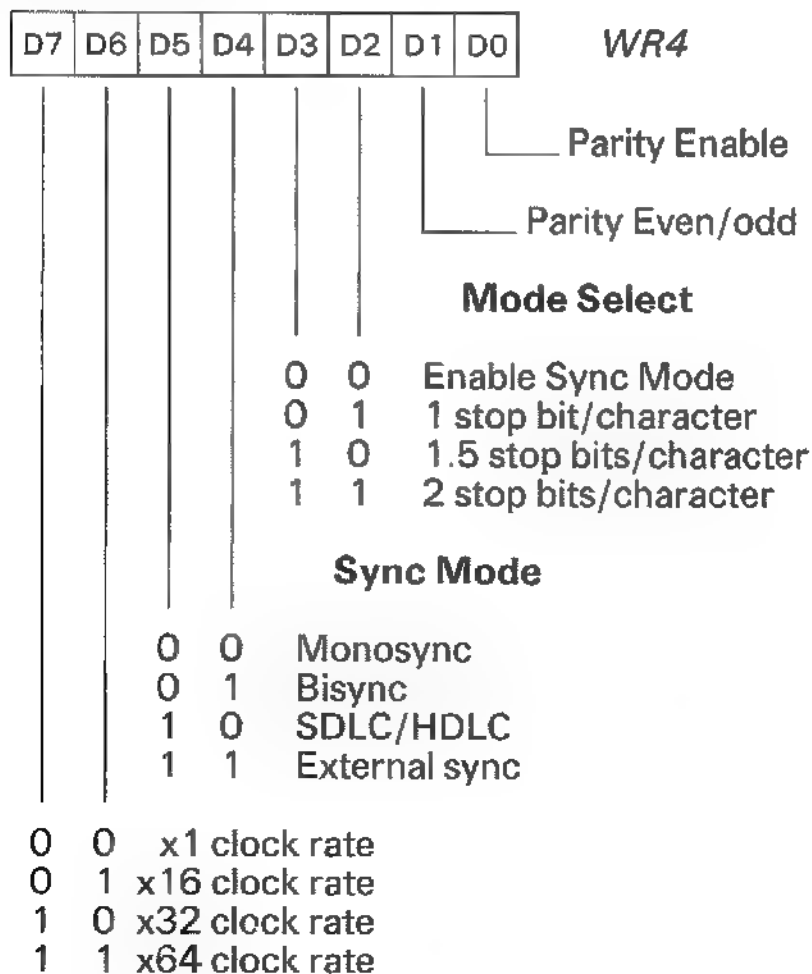 D7 D6 D5 D4 D3 D2 D1 D0 WR4
Parity Enable
Parity Even/odd
Mode Select
0 0 Enable Sync Mode
0 1 1 stop bit/character
1 0 1.5 stop bits/character
1 1 2 stop bits/character
Sync Mode
0 0 Monosync
0 1 Bisync
1 0 SDLC/HDLC
1 1 External sync
0 0 x1 clock rate
0 1 x16 clock rate
1 0 x32 clock rate
1 1 x64 clock rate